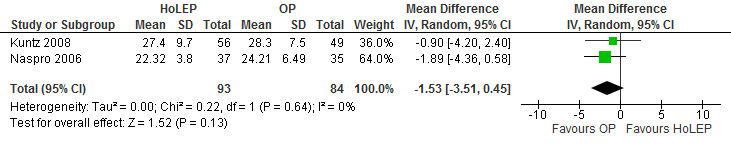 HoLEP OP Mean Difference Mean Difference
Study or Subgroup Mean SD Total Mean SD Total Weight IV, Random, 95% CI IV, Random, 95% CI
Kuntz 2008 27.4 9.7 56 28.3 7.5 49 36.0% -0.90 [-4.20, 2.40]
Naspro 2006 22.32 3.8 37 24.21 6.49 35 64.0% -1.89 [-4.36, 0.58]
Total (95% CI) 93 84 100.0% -1.53 [-3.51, 0.45]
Heterogeneity: Tau² = 0.00; Chi² = 0.22, df = 1 (P = 0.64); I² = 0%
Test for overall effect: Z = 1.52 (P = 0.13)
-10 -5 0 5 10
Favours OP Favours HoLEP